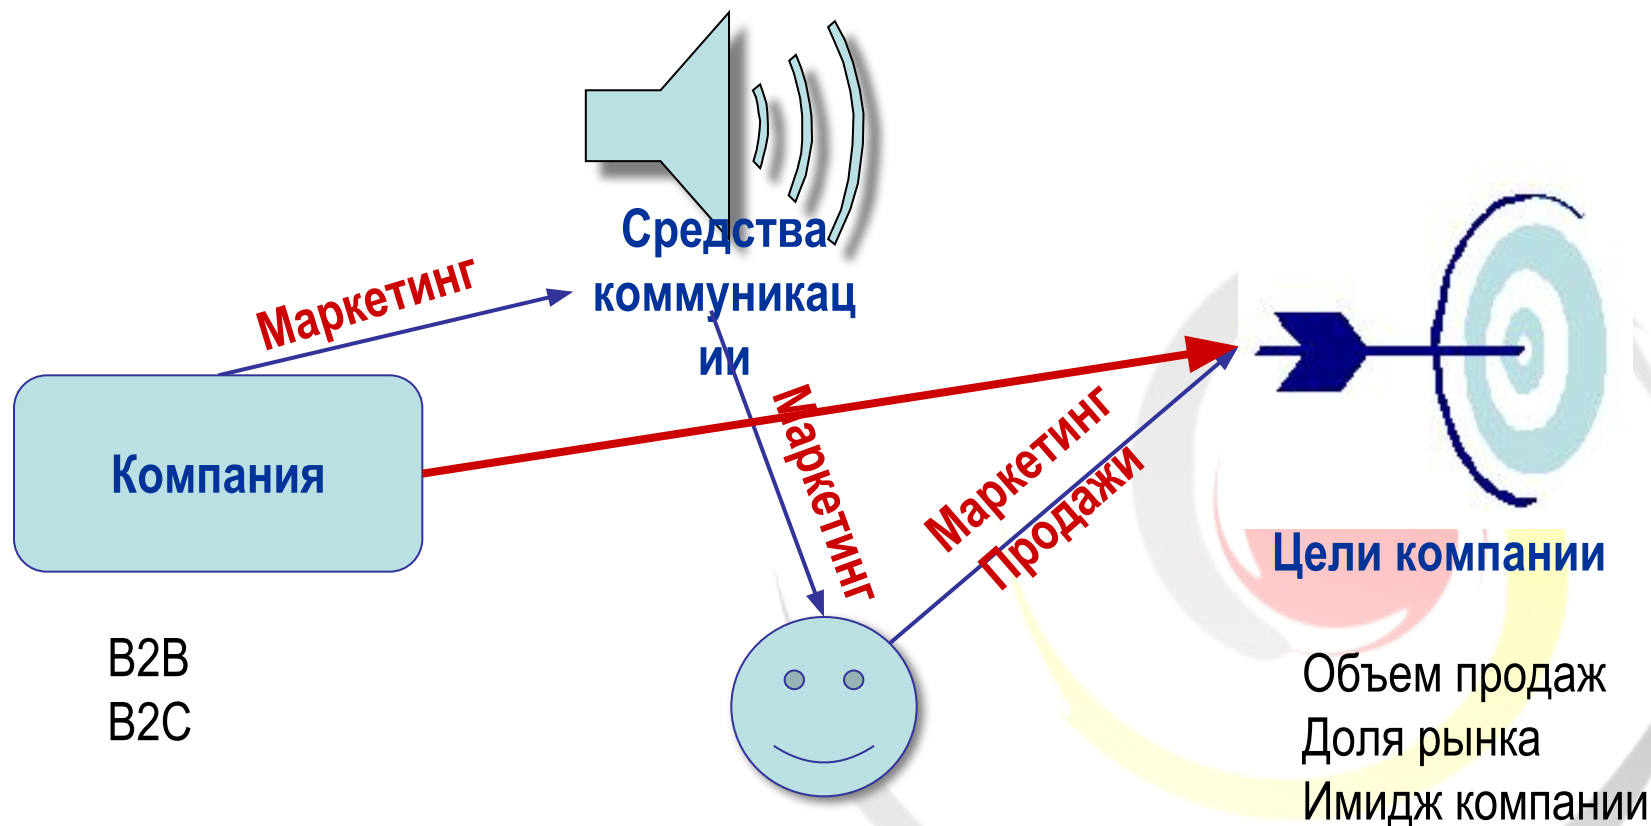 Средства
коммуникац
ии
Маркетинг
Компания
Маркетинг
Маркетинг
Продажи
Цели компании
B2B
B2C
Объем продаж
Доля рынка
Имидж компании